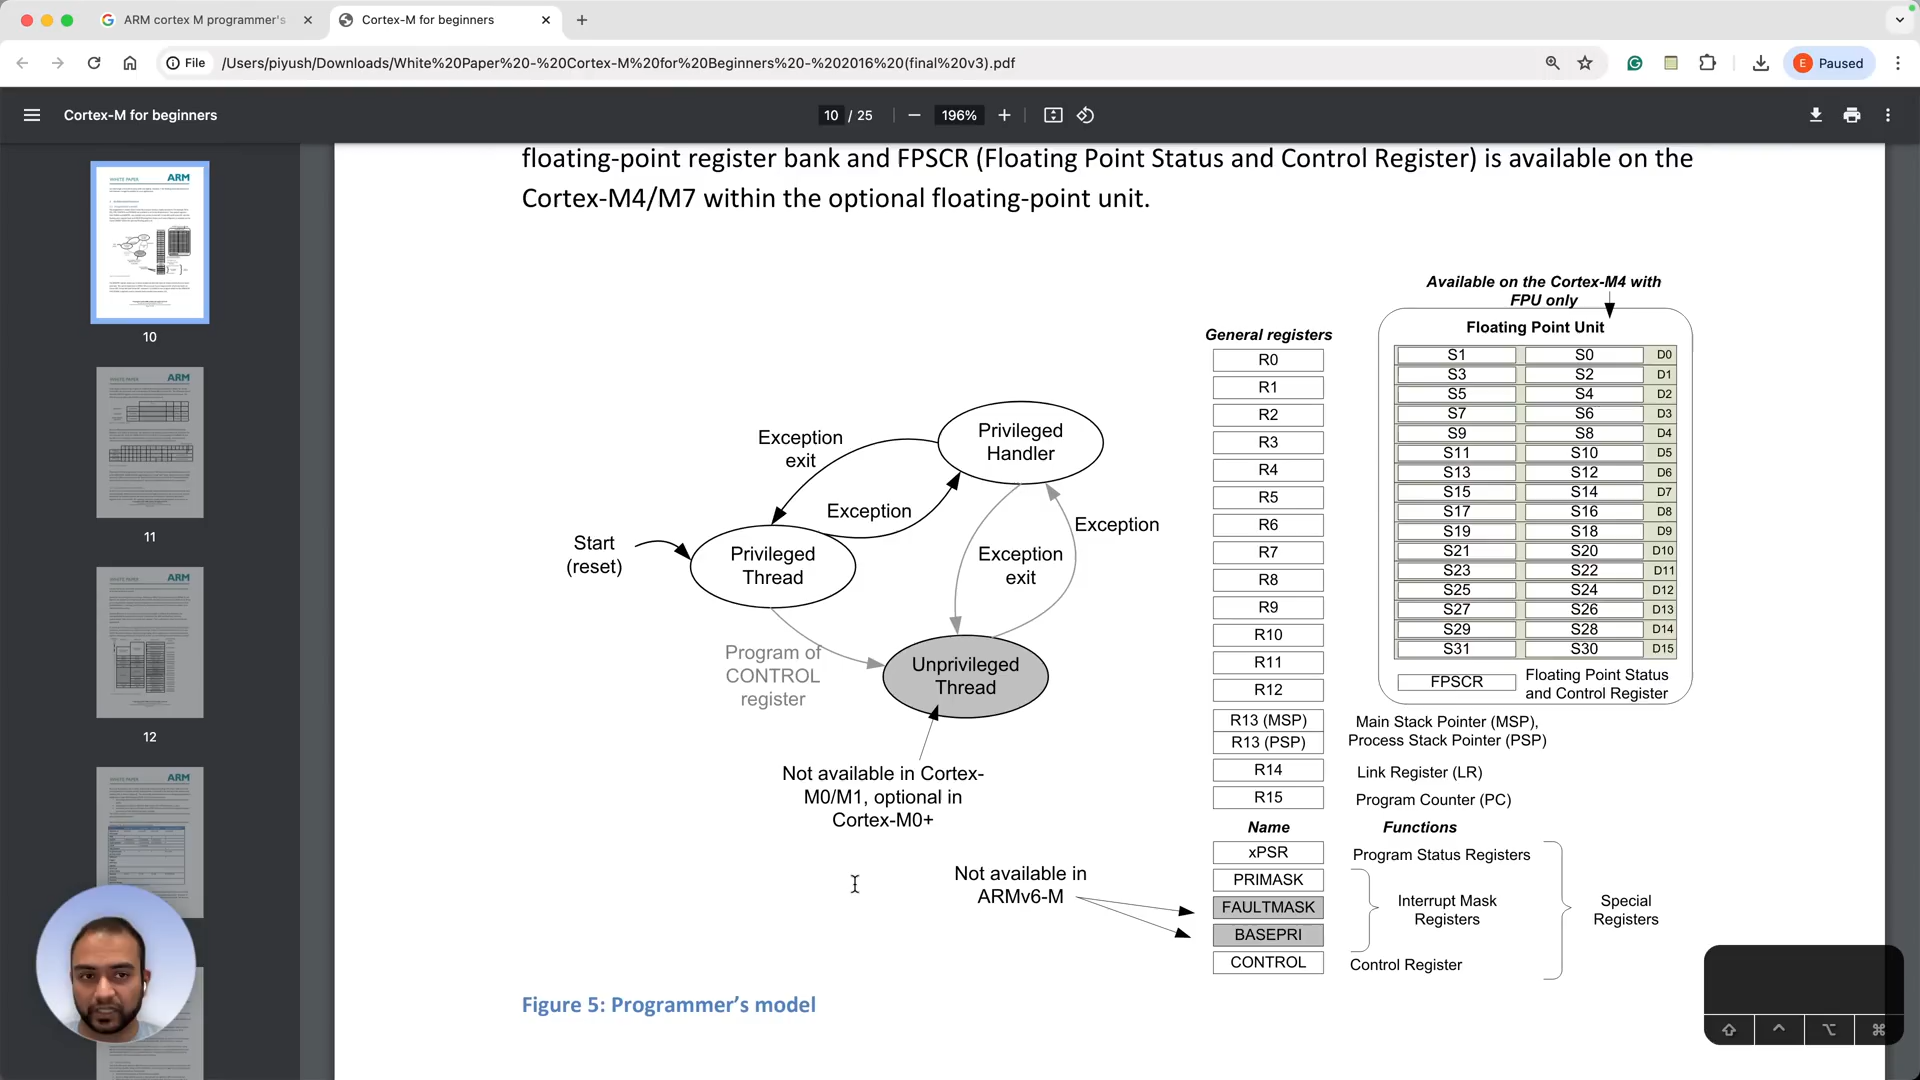 ARM cortex M programmer's
Cortex-M for beginners
File
/Users/piyush/Downloads/White%20Paper%20-%20Cortex-M%20for%20Beginners%20-%202016%20(final%20v3).pdf
E
Paused
Cortex-M for beginners
10 / 25
196%
WHITE PAPER
ARM
10
ARM
11
ARM
12
ARM
floating-point register bank and FPSCR (Floating Point Status and Control Register) is available on the
Cortex-M4/M7 within the optional floating-point unit.
Start
(reset)
Privileged
Thread
Exception
exit
Exception
Privileged
Handler
Exception
exit
Exception
Program of
CONTROL
register
Unprivileged
Thread
Not available in Cortex-
M0/M1, optional in
Cortex-M0+
General registers
R0
R1
R2
R3
R4
R5
R6
R7
R8
R9
R10
R11
R12
R13 (MSP)
R13 (PSP)
R14
R15
Main Stack Pointer (MSP),
Process Stack Pointer (PSP)
Link Register (LR)
Program Counter (PC)
Available on the Cortex-M4 with
FPU only
Floating Point Unit
S1 S0 D0
S3 S2 D1
S5 S4 D2
S7 S6 D3
S9 S8 D4
S11 S10 D5
S13 S12 D6
S15 S14 D7
S17 S16 D8
S19 S18 D9
S21 S20 D10
S23 S22 D11
S25 S24 D12
S27 S26 D13
S29 S28 D14
S31 S30 D15
FPSCR
Floating Point Status
and Control Register
Name Functions
xPSR Program Status Registers
PRIMASK
FAULTMASK
BASEPRI
CONTROL Control Register
Interrupt Mask
Registers
Special
Registers
Not available in
ARMv6-M
Figure 5: Programmer's model